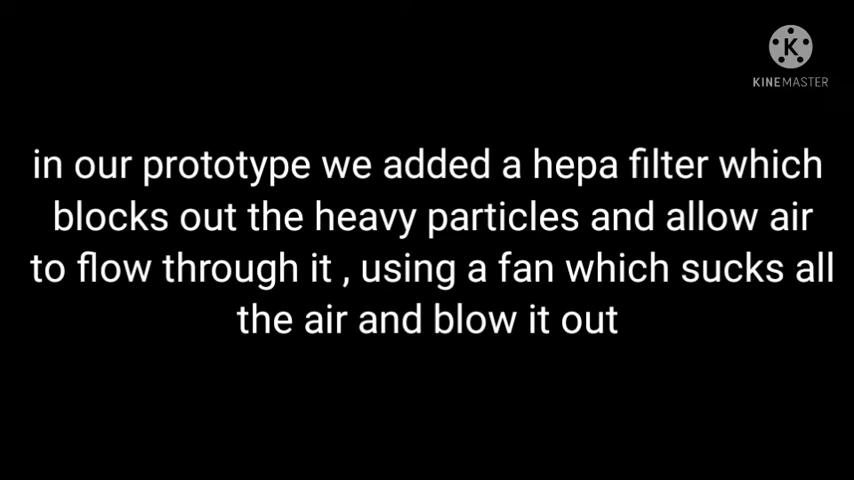 KINEMASTER
in our prototype we added a hepa filter which
blocks out the heavy particles and allow air
to flow through it , using a fan which sucks all
the air and blow it out